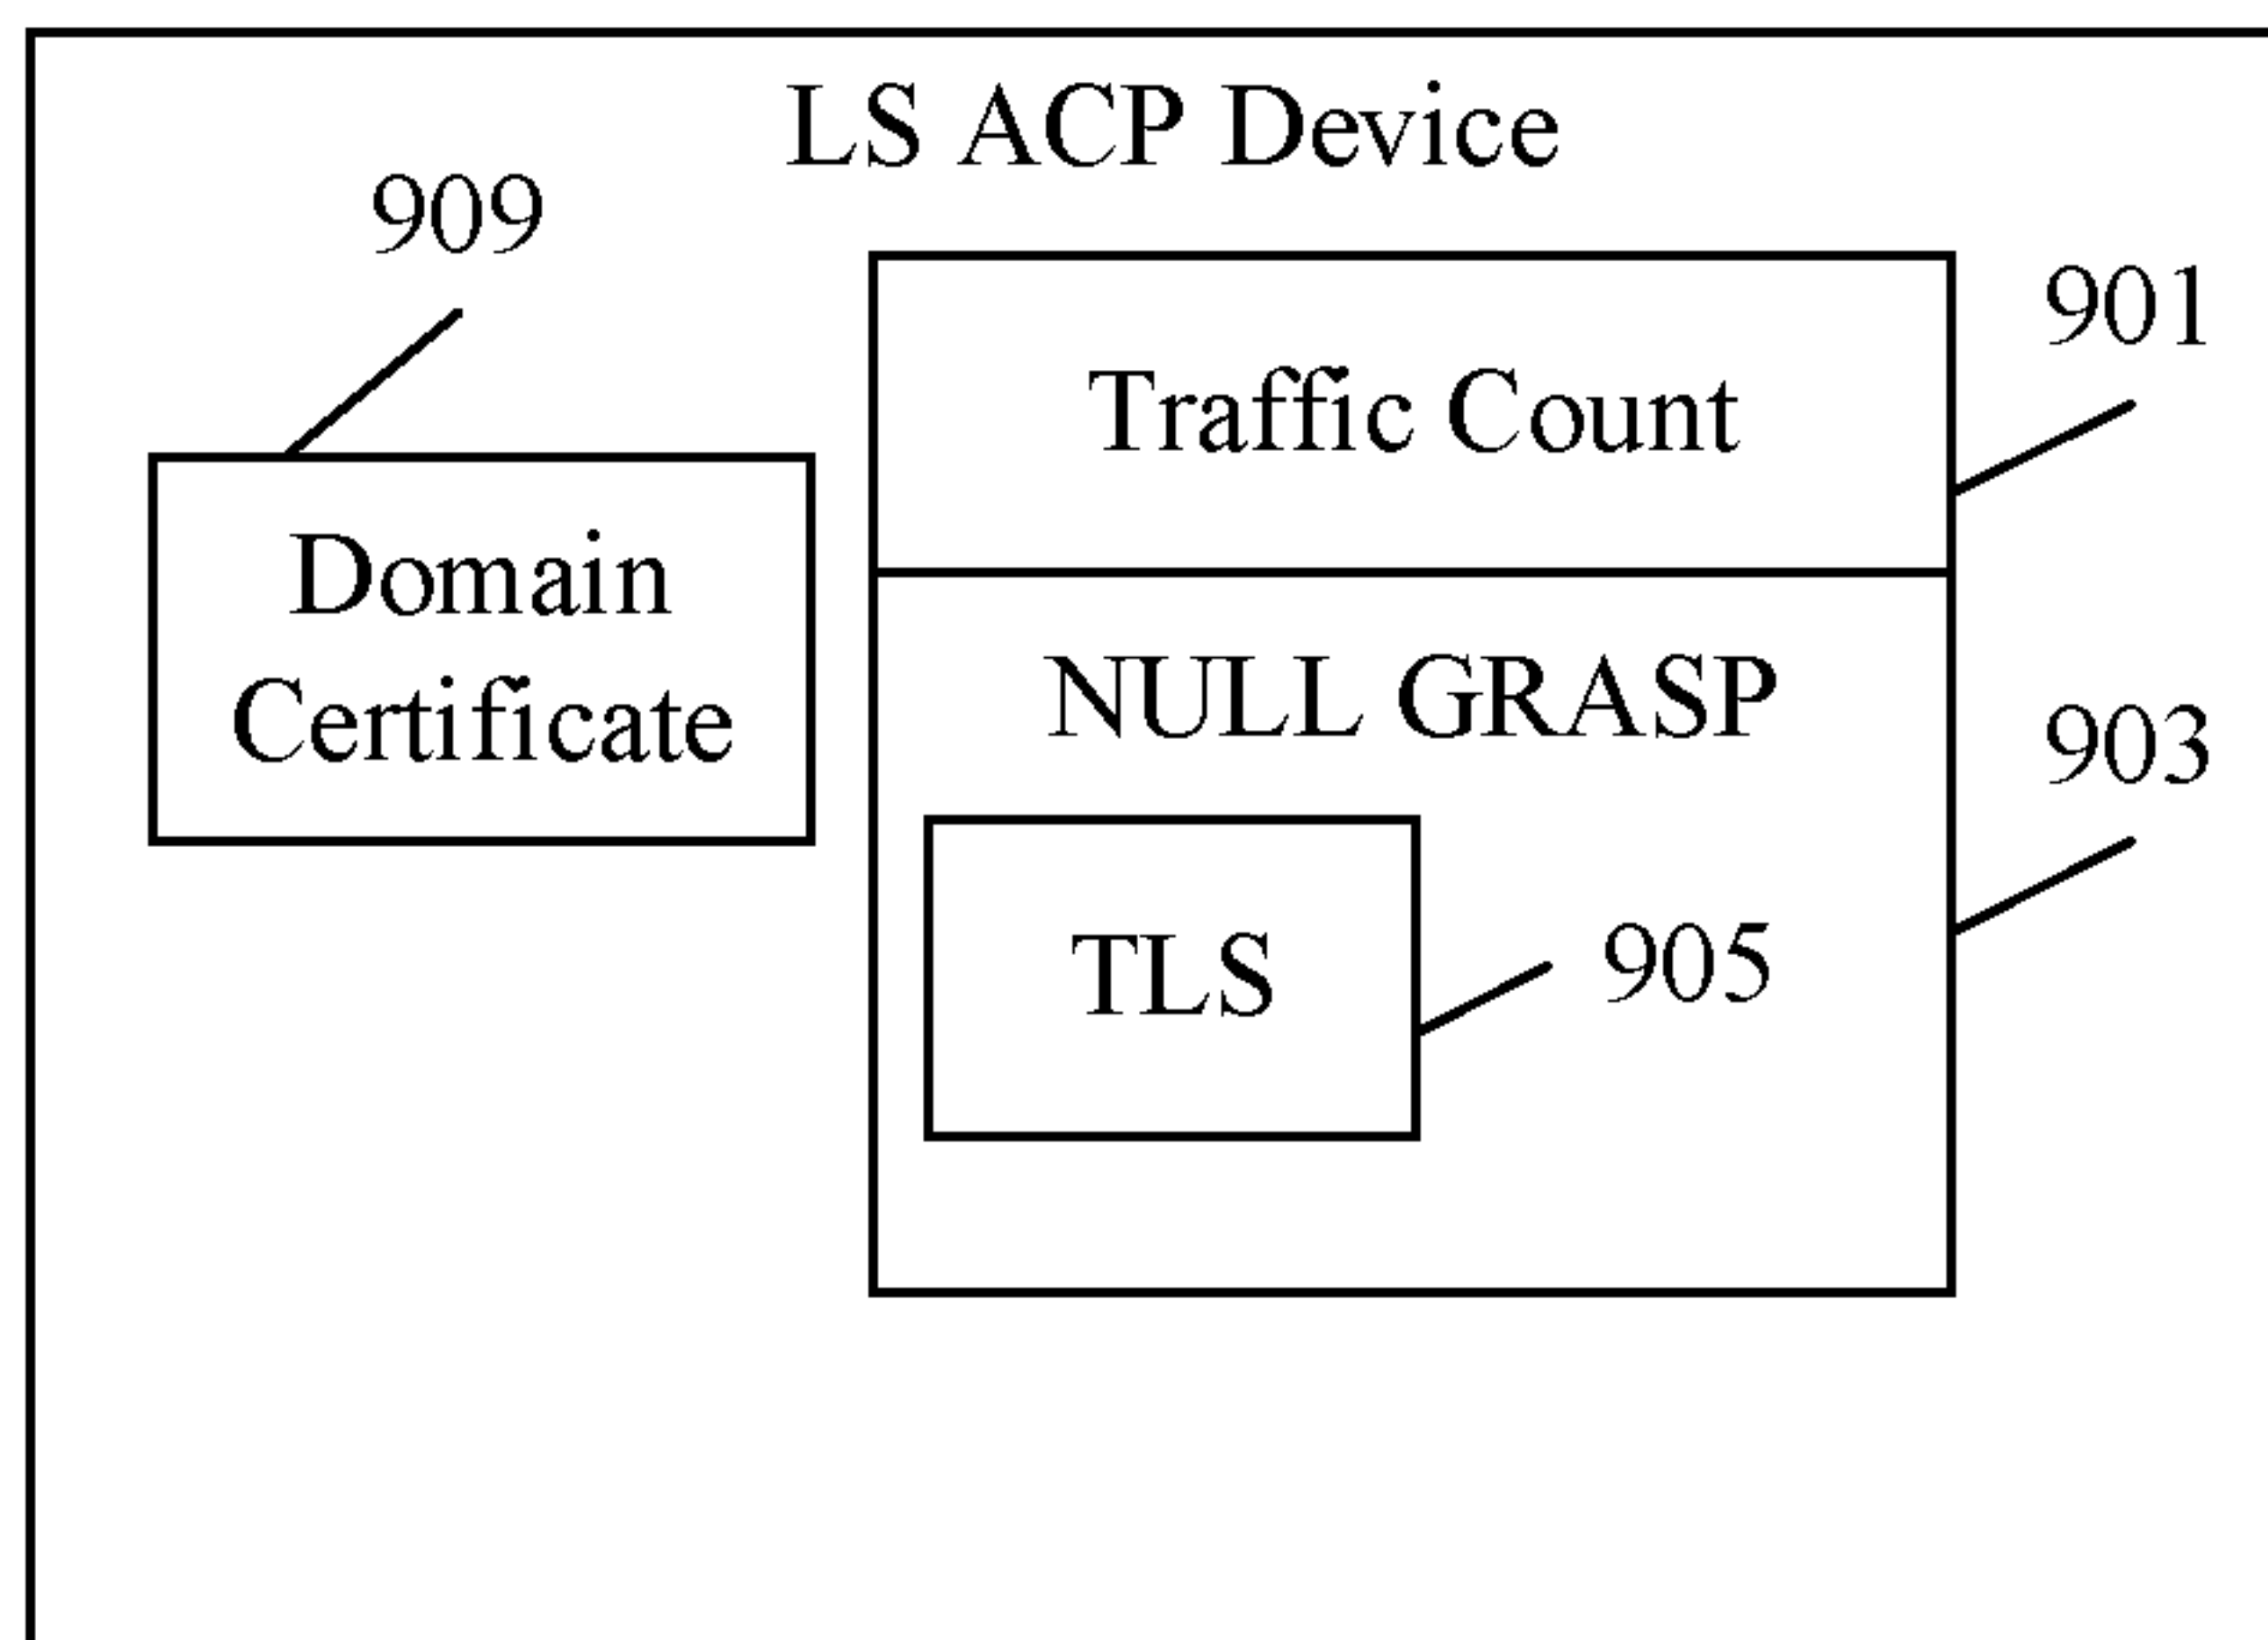 LS ACP Device
909
901
Traffic Count
Domain
Certificate
NULL GRASP
903
TLS
905